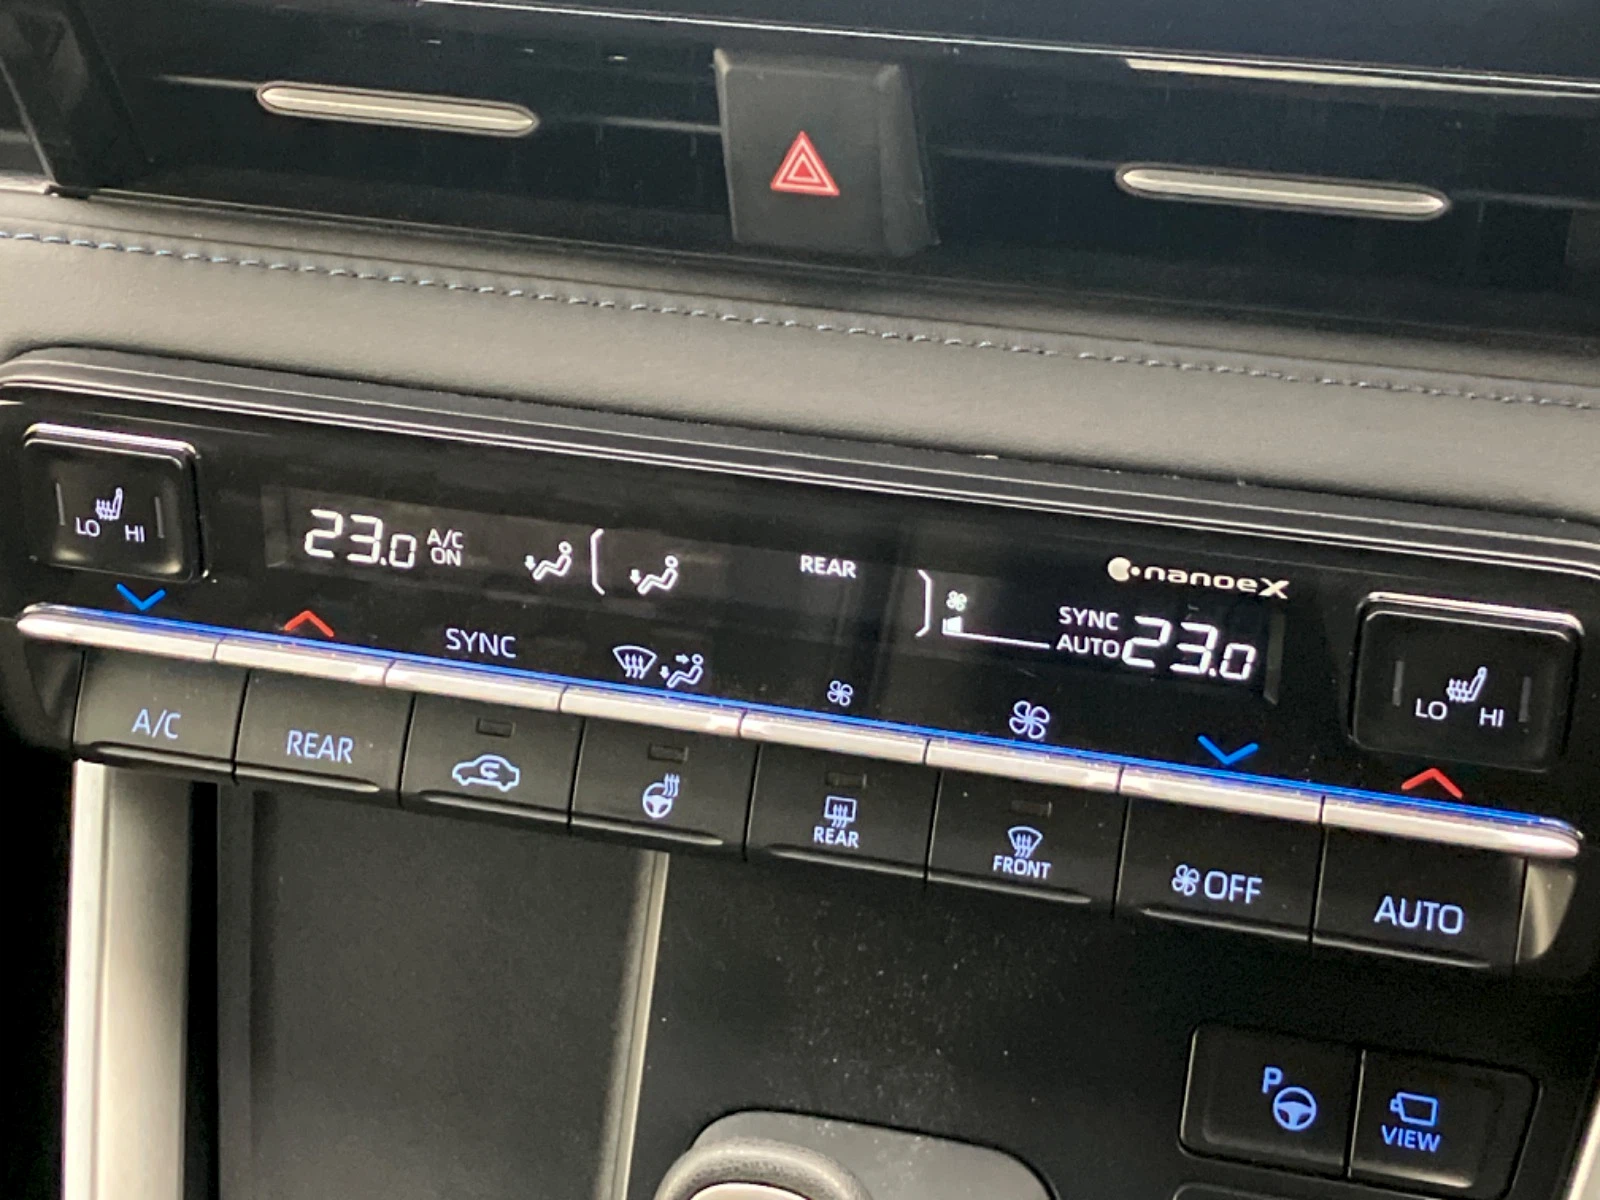 LO HI
23.0 A/C ON
REAR
nanoeX
SYNC
AUTO 23.0
LO HI
SYNC
A/C
REAR
REAR
FRONT
OFF
AUTO
P
VIEW